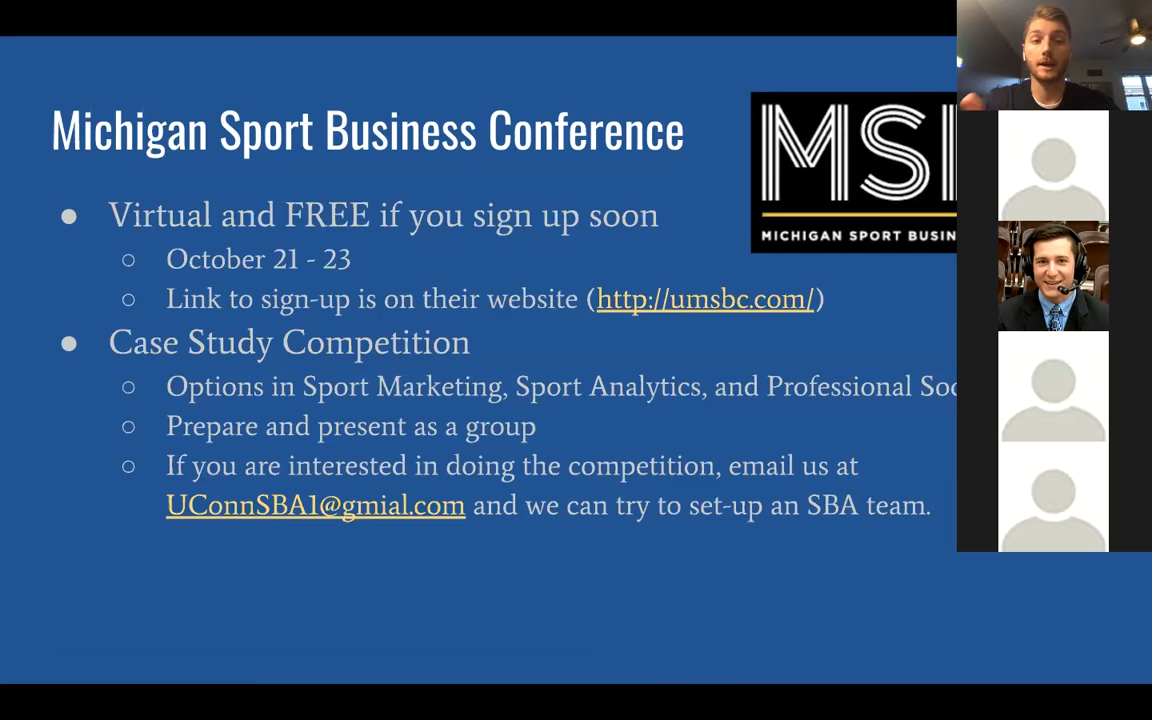 Michigan Sport Business Conference
MS
MICHIGAN SPORT BUSIN
● Virtual and FREE if you sign up soon
○ October 21 - 23
○ Link to sign-up is on their website (http://umsbc.com/)
● Case Study Competition
○ Options in Sport Marketing, Sport Analytics, and Professional Soc
○ Prepare and present as a group
○ If you are interested in doing the competition, email us at
UConnSBA1@gmial.com and we can try to set-up an SBA team.